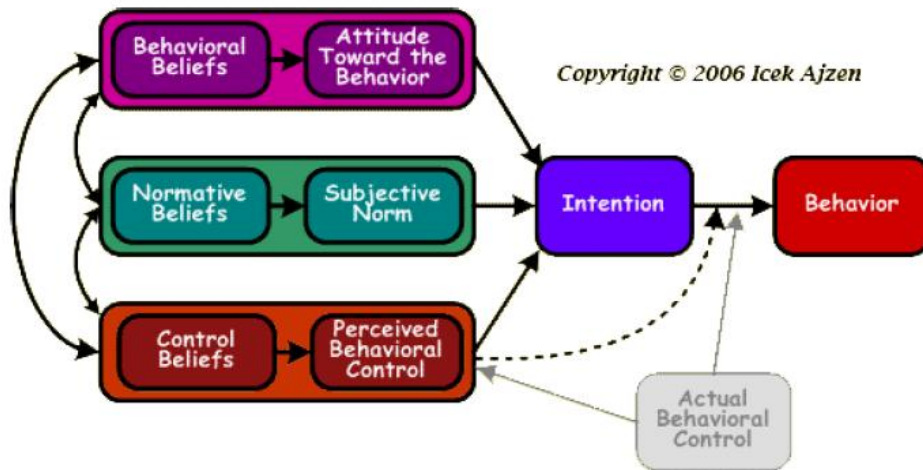 Behavioral
Beliefs
Attitude
Toward the
Behavior
Copyright © 2006 Icek Ajzen
Normative
Beliefs
Subjective
Norm
Intention
Behavior
Control
Beliefs
Perceived
Behavioral
Control
Actual
Behavioral
Control